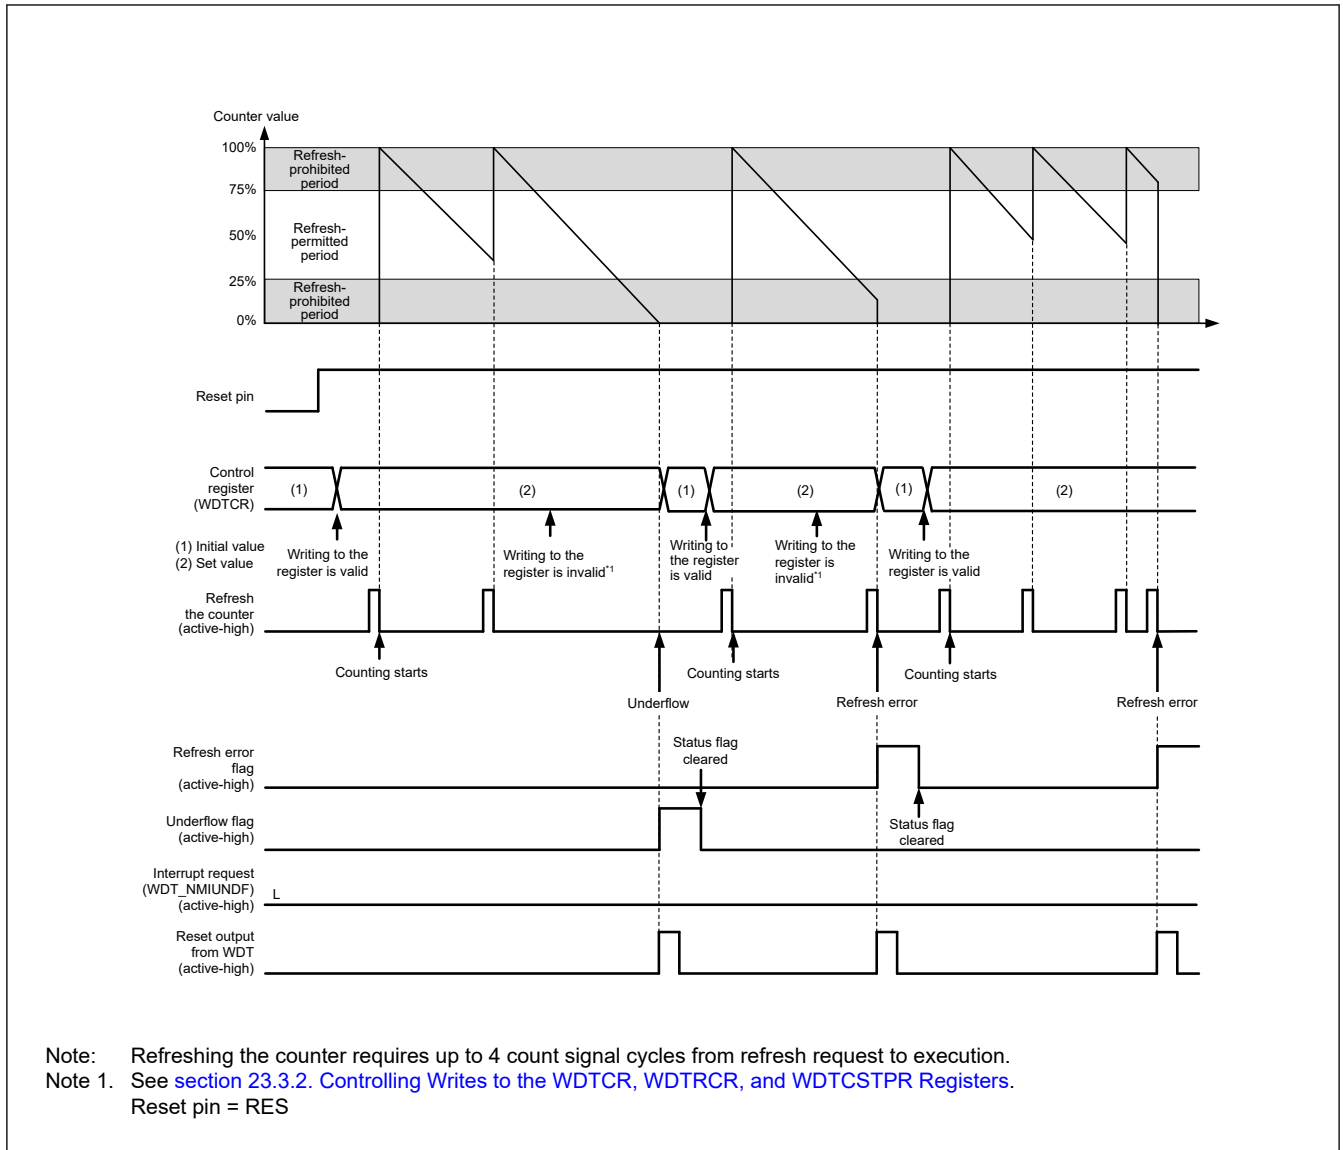 Counter value
100%
Refresh-
prohibited
period
75%
50%
Refresh-
permitted
period
25%
Refresh-
prohibited
period
0%
Reset pin
Control
register
(WDTCR)
(1)
(2)
(1)
(2)
(1)
(2)
(1) Initial value
(2) Set value
Writing to the
register is valid
Writing to the
register is invalid*1
Writing to
the register
is valid
Writing to the
register is
invalid*1
Writing to the
register is valid
Refresh
the counter
(active-high)
Counting starts
Counting starts
Counting starts
Underflow
Refresh error
Refresh error
Refresh error
flag
(active-high)
Status flag
cleared
Underflow flag
(active-high)
Status flag
cleared
Interrupt request
(WDT_NMIUNDF)
(active-high)
L
Reset output
from WDT
(active-high)
Note: Refreshing the counter requires up to 4 count signal cycles from refresh request to execution.
Note 1. See section 23.3.2. Controlling Writes to the WDTCR, WDTRCR, and WDTCSTPR Registers.
Reset pin = RES